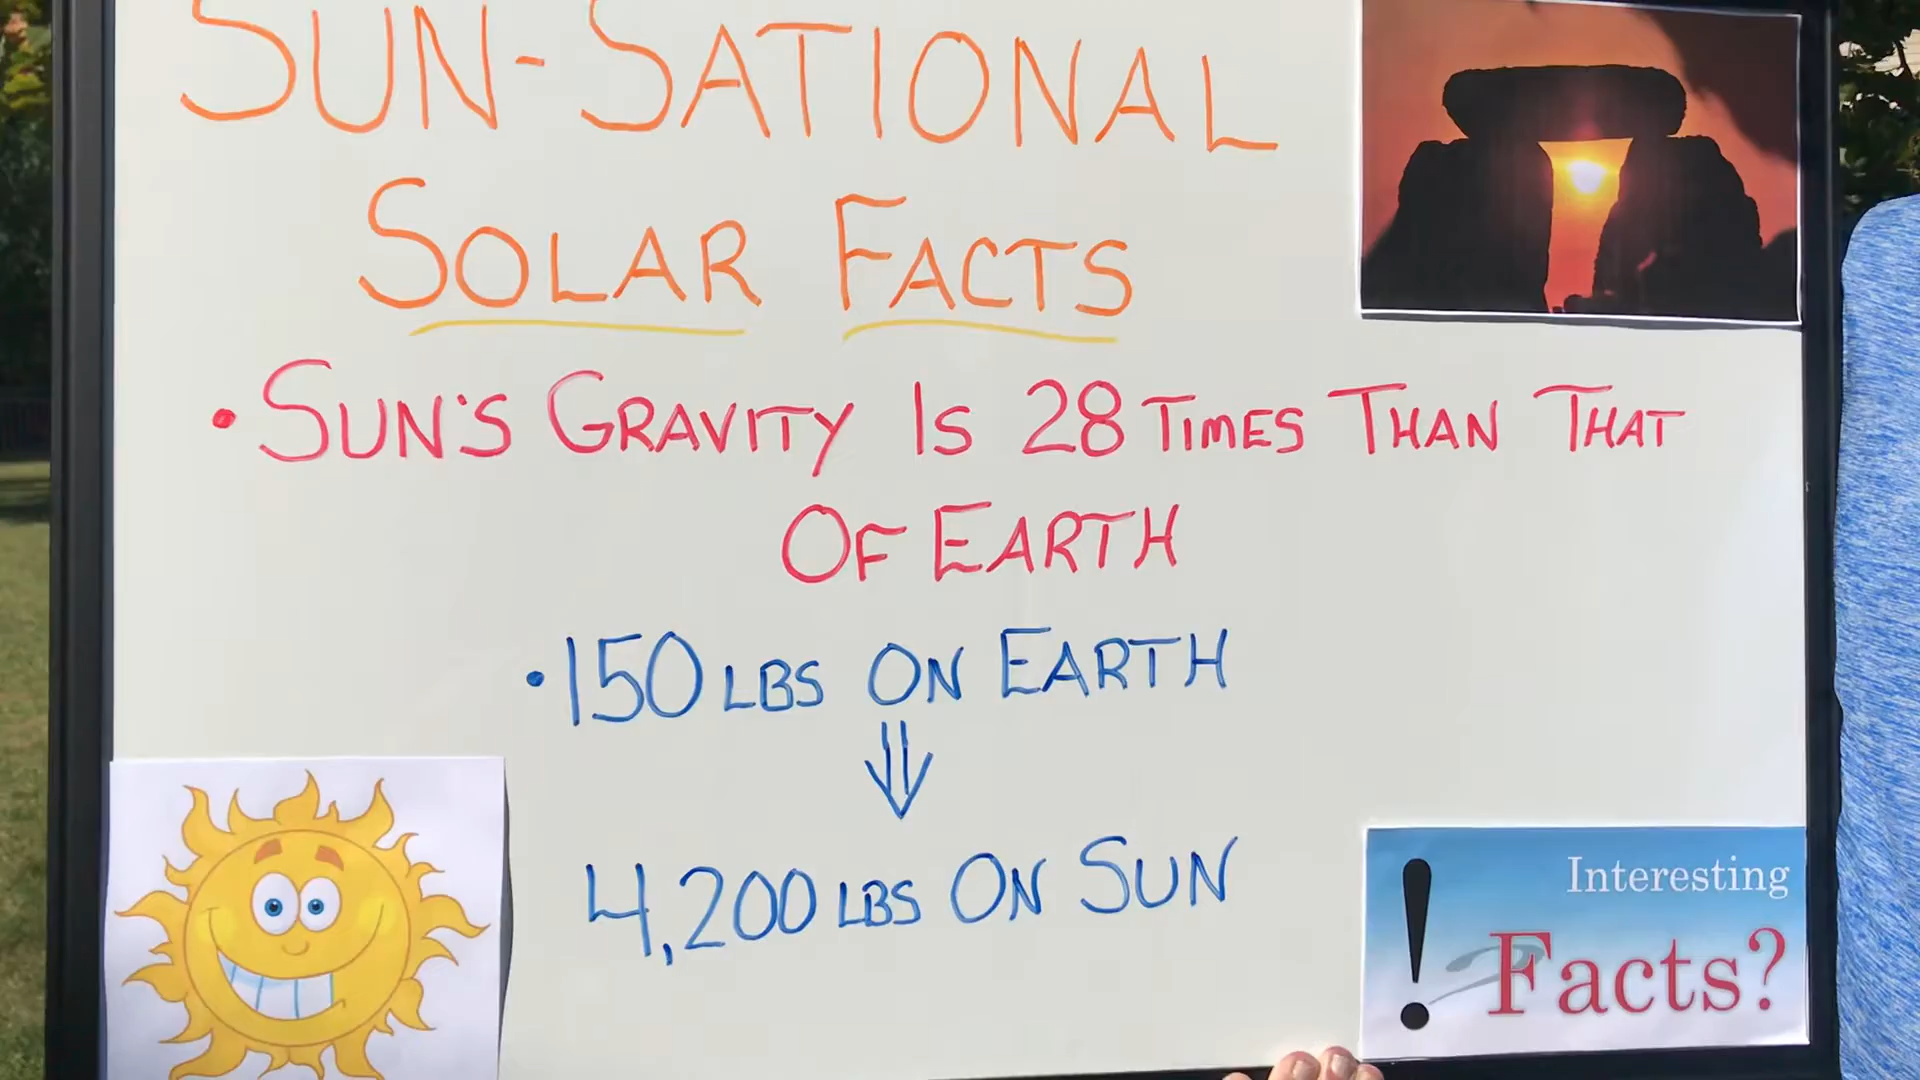 SUN-SATIONAL
SOLAR FACTS
• SUN'S GRAVITY IS 28 TIMES THAN THAT
OF EARTH
• 150 LBS ON EARTH
4,200 LBS ON SUN
Interesting
! Facts?